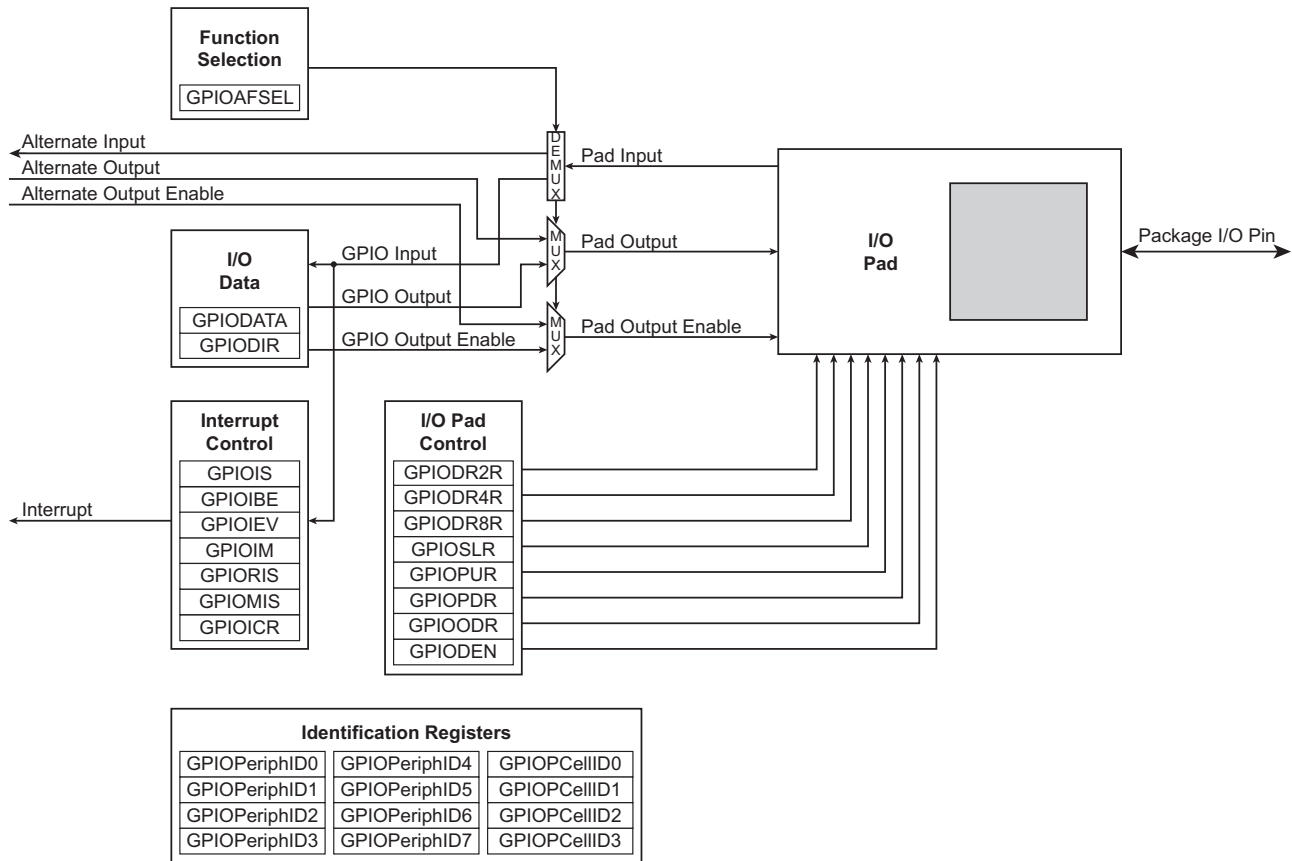 Function
Selection
GPIOAFSEL
Alternate Input
Alternate Output
Alternate Output Enable
DEMUX
Pad Input
I/O
Data
GPIODATA
GPIODIR
GPIO Input
GPIO Output
GPIO Output Enable
MUX
Pad Output
MUX
Pad Output Enable
I/O
Pad
Package I/O Pin
Interrupt
Interrupt
Control
GPIOIS
GPIOIBE
GPIOIEV
GPIOIM
GPIORIS
GPIOMIS
GPIOICR
I/O Pad
Control
GPIODR2R
GPIODR4R
GPIODR8R
GPIOSLR
GPIOPUR
GPIOPDR
GPIOODR
GPIODEN
Identification Registers
GPIOPeriphID0 GPIOPeriphID4 GPIOPCellID0
GPIOPeriphID1 GPIOPeriphID5 GPIOPCellID1
GPIOPeriphID2 GPIOPeriphID6 GPIOPCellID2
GPIOPeriphID3 GPIOPeriphID7 GPIOPCellID3